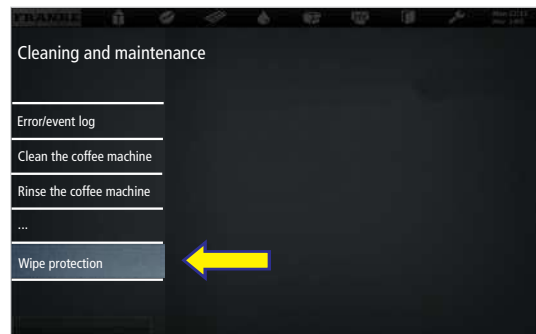 FRANKE
Cleaning and maintenance
Error/event log
Clean the coffee machine
Rinse the coffee machine
...
Wipe protection